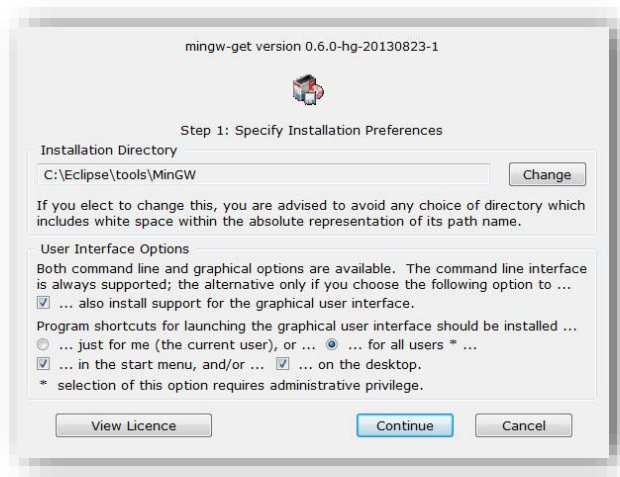 mingw-get version 0.6.0-hg-20130823-1
Step 1: Specify Installation Preferences
Installation Directory
C:\Eclipse\tools\MinGW
Change
If you elect to change this, you are advised to avoid any choice of directory which
includes white space within the absolute representation of its path name.
User Interface Options
Both command line and graphical options are available. The command line interface
is always supported; the alternative only if you choose the following option to ...
... also install support for the graphical user interface.
Program shortcuts for launching the graphical user interface should be installed ...
... just for me (the current user), or ... ... for all users * ...
... in the start menu, and/or ... ... on the desktop.
* selection of this option requires administrative privilege.
View Licence Continue Cancel